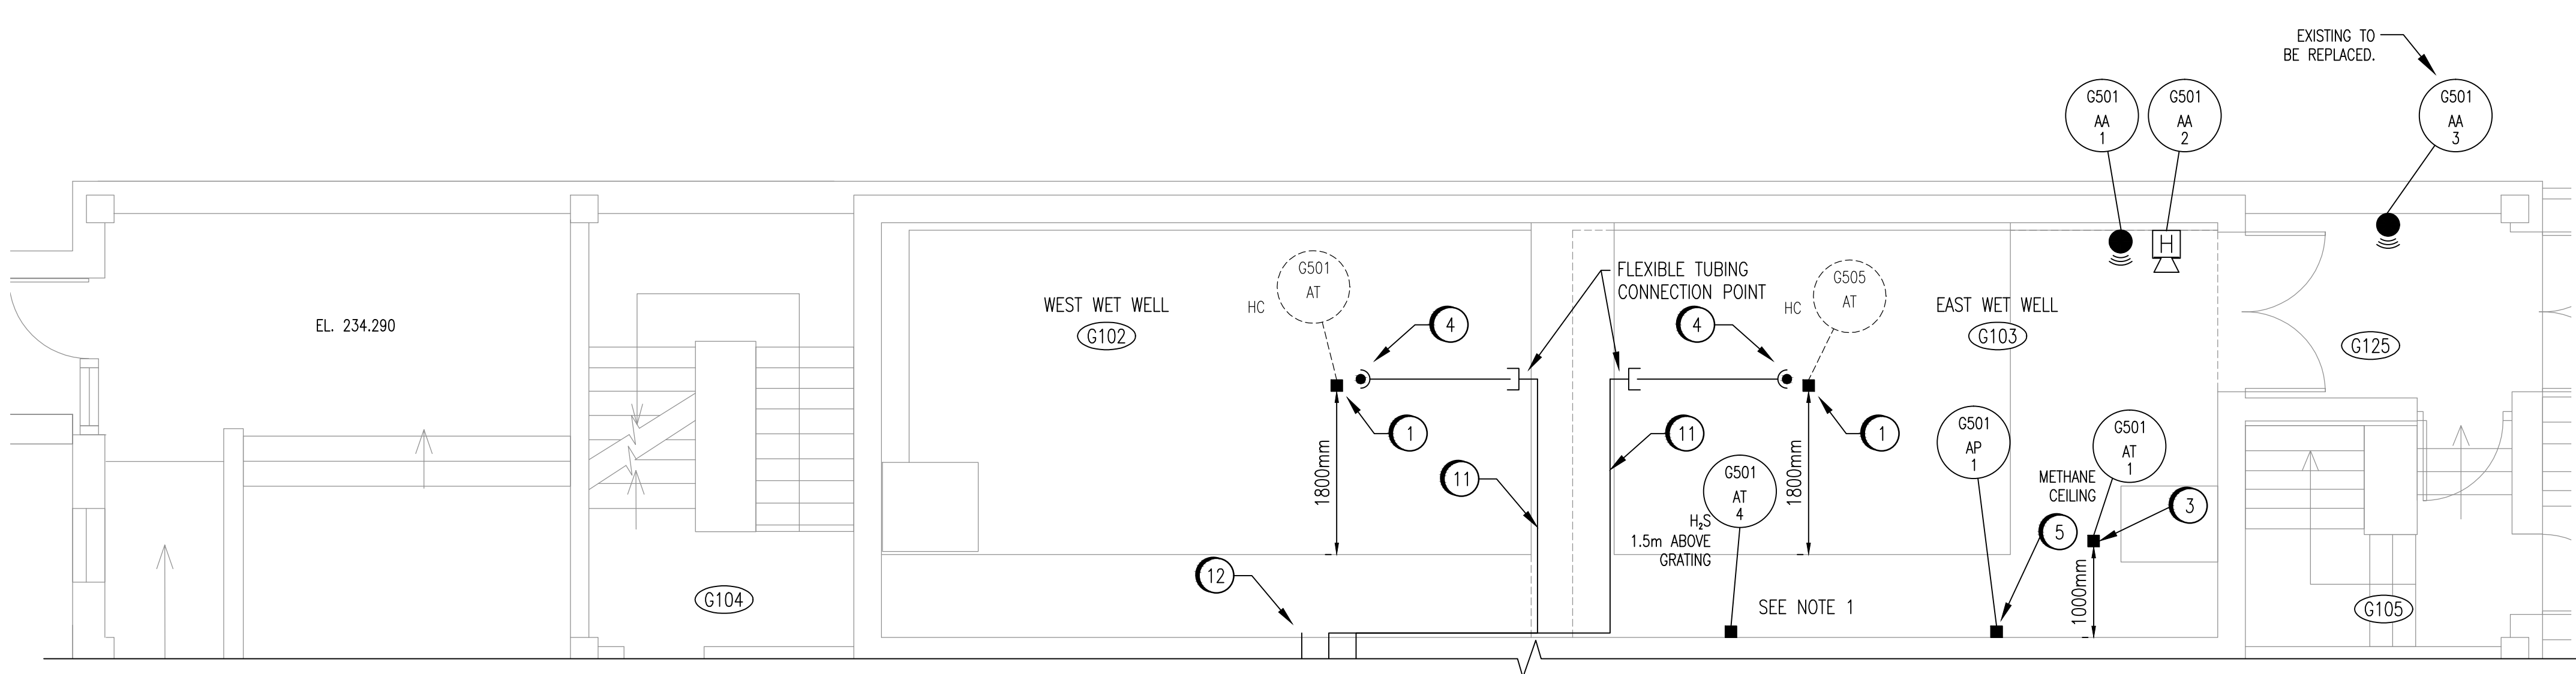 EXISTING TO
BE REPLACED.
G501
AA
1
G501
AA
2
G501
AA
3
EL. 234.290
WEST WET WELL
G102
HC
G501
AT
4
FLEXIBLE TUBING
CONNECTION POINT
4
HC
G505
AT
EAST WET WELL
G103
G125
1
1
11
11
1800mm
1800mm
G501
AT
4
H₂S
1.5m ABOVE
GRATING
G501
AP
1
METHANE
CEILING
G501
AT
1
3
5
1000mm
12
SEE NOTE 1
G104
G105
H